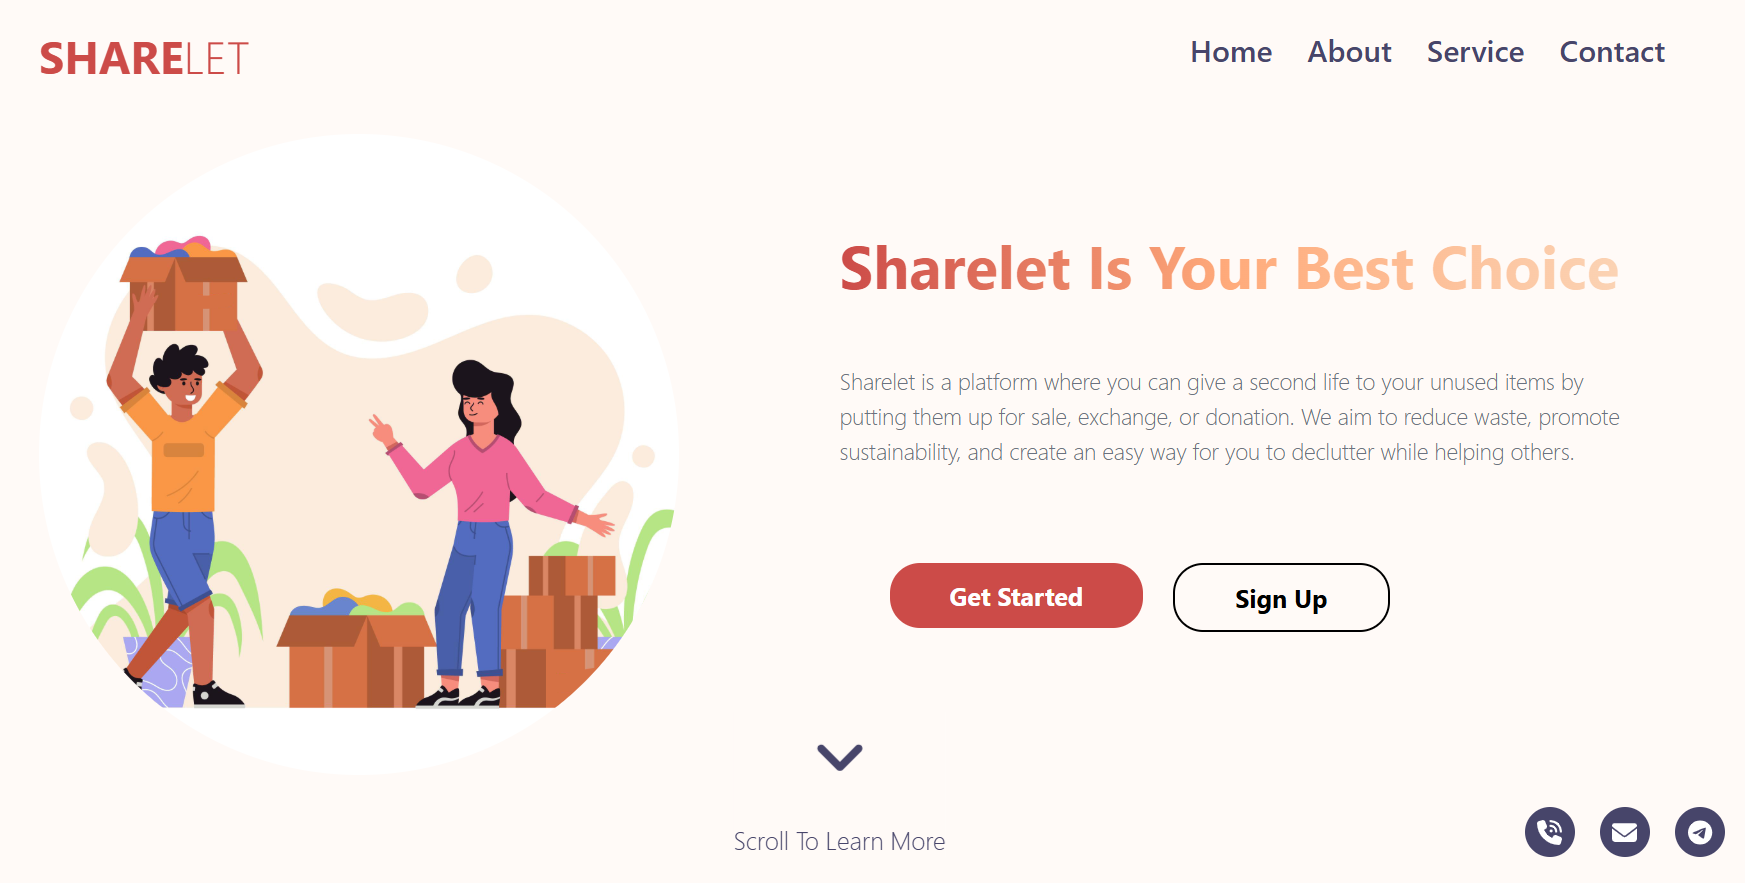 SHARELET
Home About Service Contact
Sharelet Is Your Best Choice
Sharelet is a platform where you can give a second life to your unused items by
putting them up for sale, exchange, or donation. We aim to reduce waste, promote
sustainability, and create an easy way for you to declutter while helping others.
Get Started
Sign Up
Scroll To Learn More